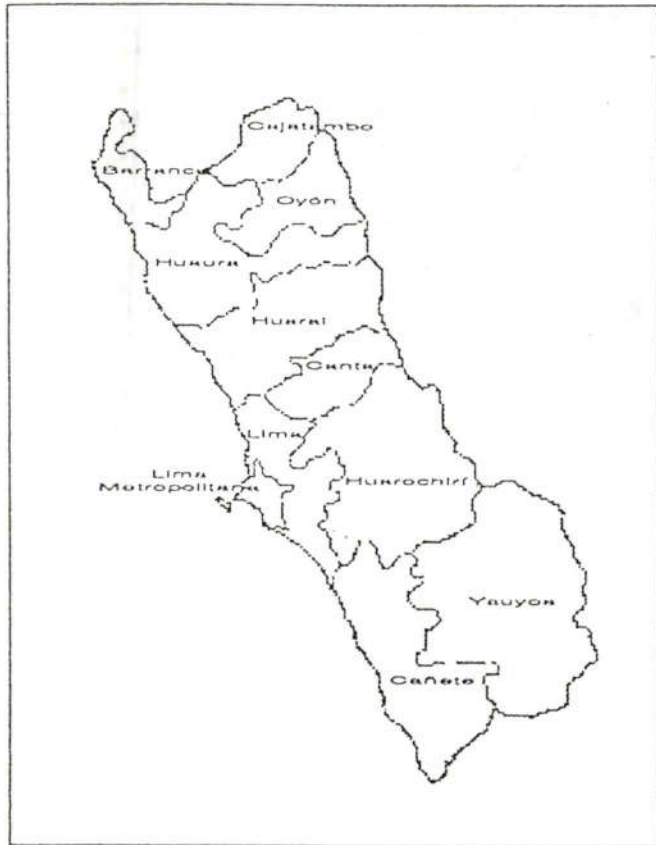 Cajatambo
Barranca
Oyón
Huaura
Huaral
Canta
Lima
Lima
Metropolitana
Huarochirí
Yauyos
Cañete